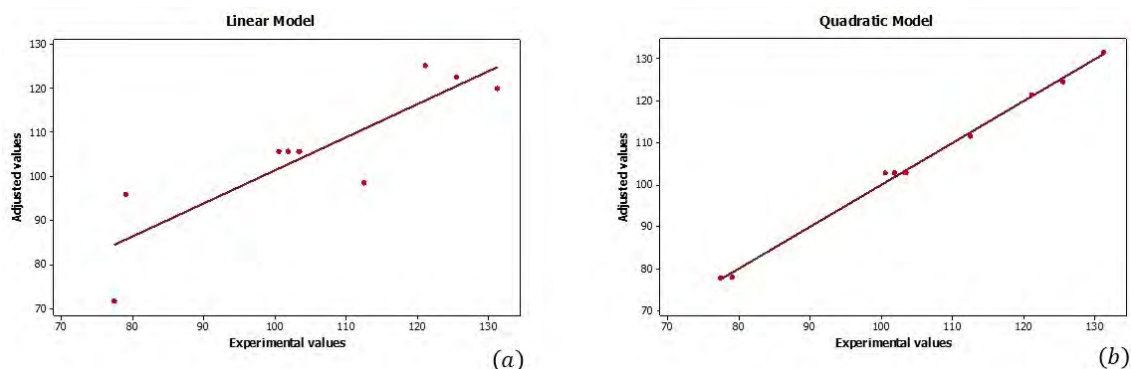 Linear Model
Adjusted values
130
120
110
100
90
80
70
70 80 90 100 110 120 130
Experimental values
(a)
Quadratic Model
Adjusted values
130
120
110
100
90
80
70
70 80 90 100 110 120 130
Experimental values
(b)